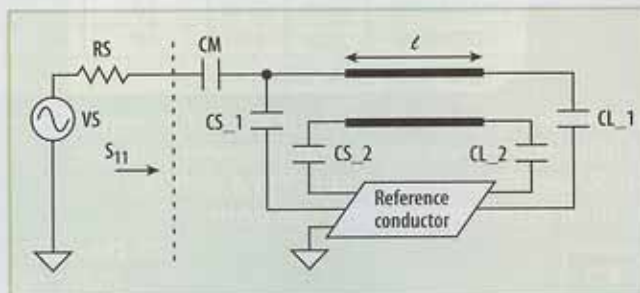 RS
CM
ℓ
VS
CS_1
CL_1
S11
CS_2
CL_2
Reference
conductor